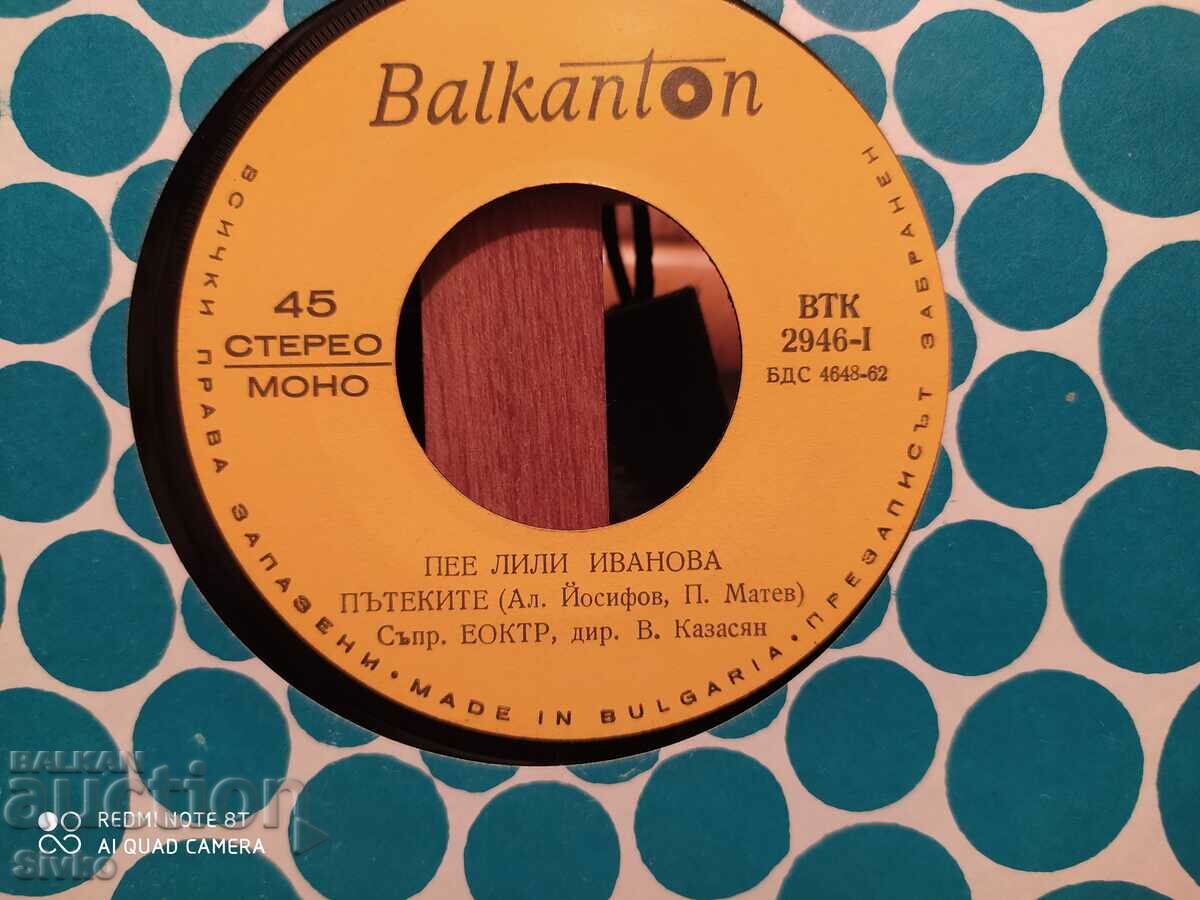 Balkanton
ВСИЧКИ ПРАВА ЗАПАЗЕНИ • MADE IN BULGARIA • ПРЕЗАПИСЪТ ЗАБРАНЕН
45
СТЕРЕО
МОНО
ВТК
2946-I
БДС 4648-62
ПЕЕ ЛИЛИ ИВАНОВА
ПЪТЕКИТЕ (Ал. Йосифов, П. Матев)
Съпр. ЕОКТР, дир. В. Казасян
BALKAN
auction
REDMI NOTE 8T
AI QUAD CAMERA
Sivko